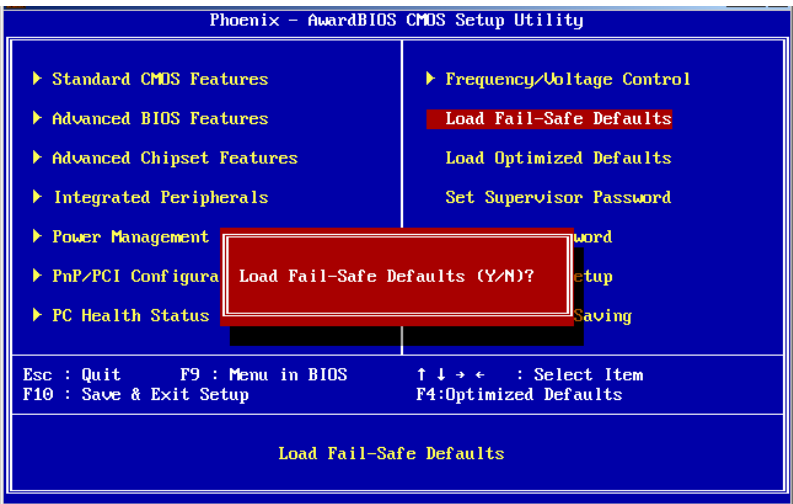 Phoenix - AwardBIOS CMOS Setup Utility
Standard CMOS Features
Advanced BIOS Features
Advanced Chipset Features
Integrated Peripherals
Power Management
PnP/PCI Configura
PC Health Status
Frequency/Voltage Control
Load Fail-Safe Defaults
Load Optimized Defaults
Set Supervisor Password
word
etup
Saving
Load Fail-Safe Defaults (Y/N)?
Esc : Quit F9 : Menu in BIOS ↑ ↓ → ← : Select Item
F10 : Save & Exit Setup F4:Optimized Defaults
Load Fail-Safe Defaults